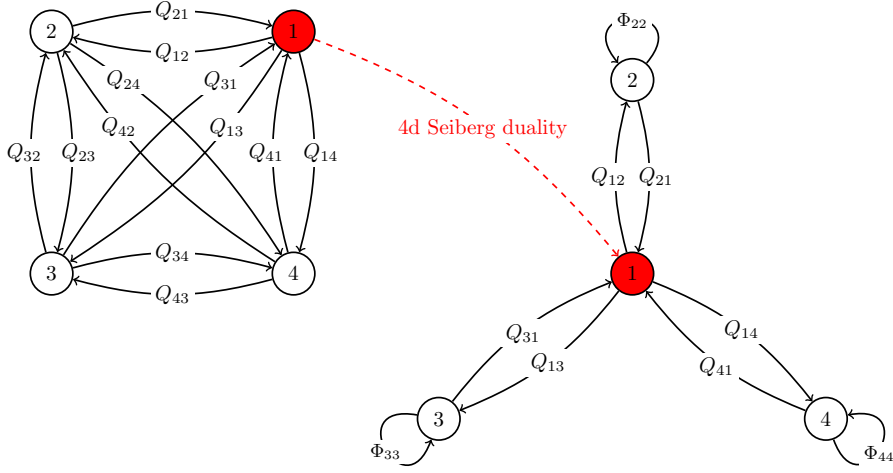 Q₂₁
2
1
Q₁₂
Q₂₄
Q₃₁
Q₄₂
Q₁₃
Q₃₂
Q₂₃
Q₄₁
Q₁₄
Q₃₄
3
4
Q₄₃
4d Seiberg duality
Φ₂₂
2
Q₁₂
Q₂₁
1
Q₃₁
Q₁₄
Q₁₃
Q₄₁
3
4
Φ₃₃
Φ₄₄